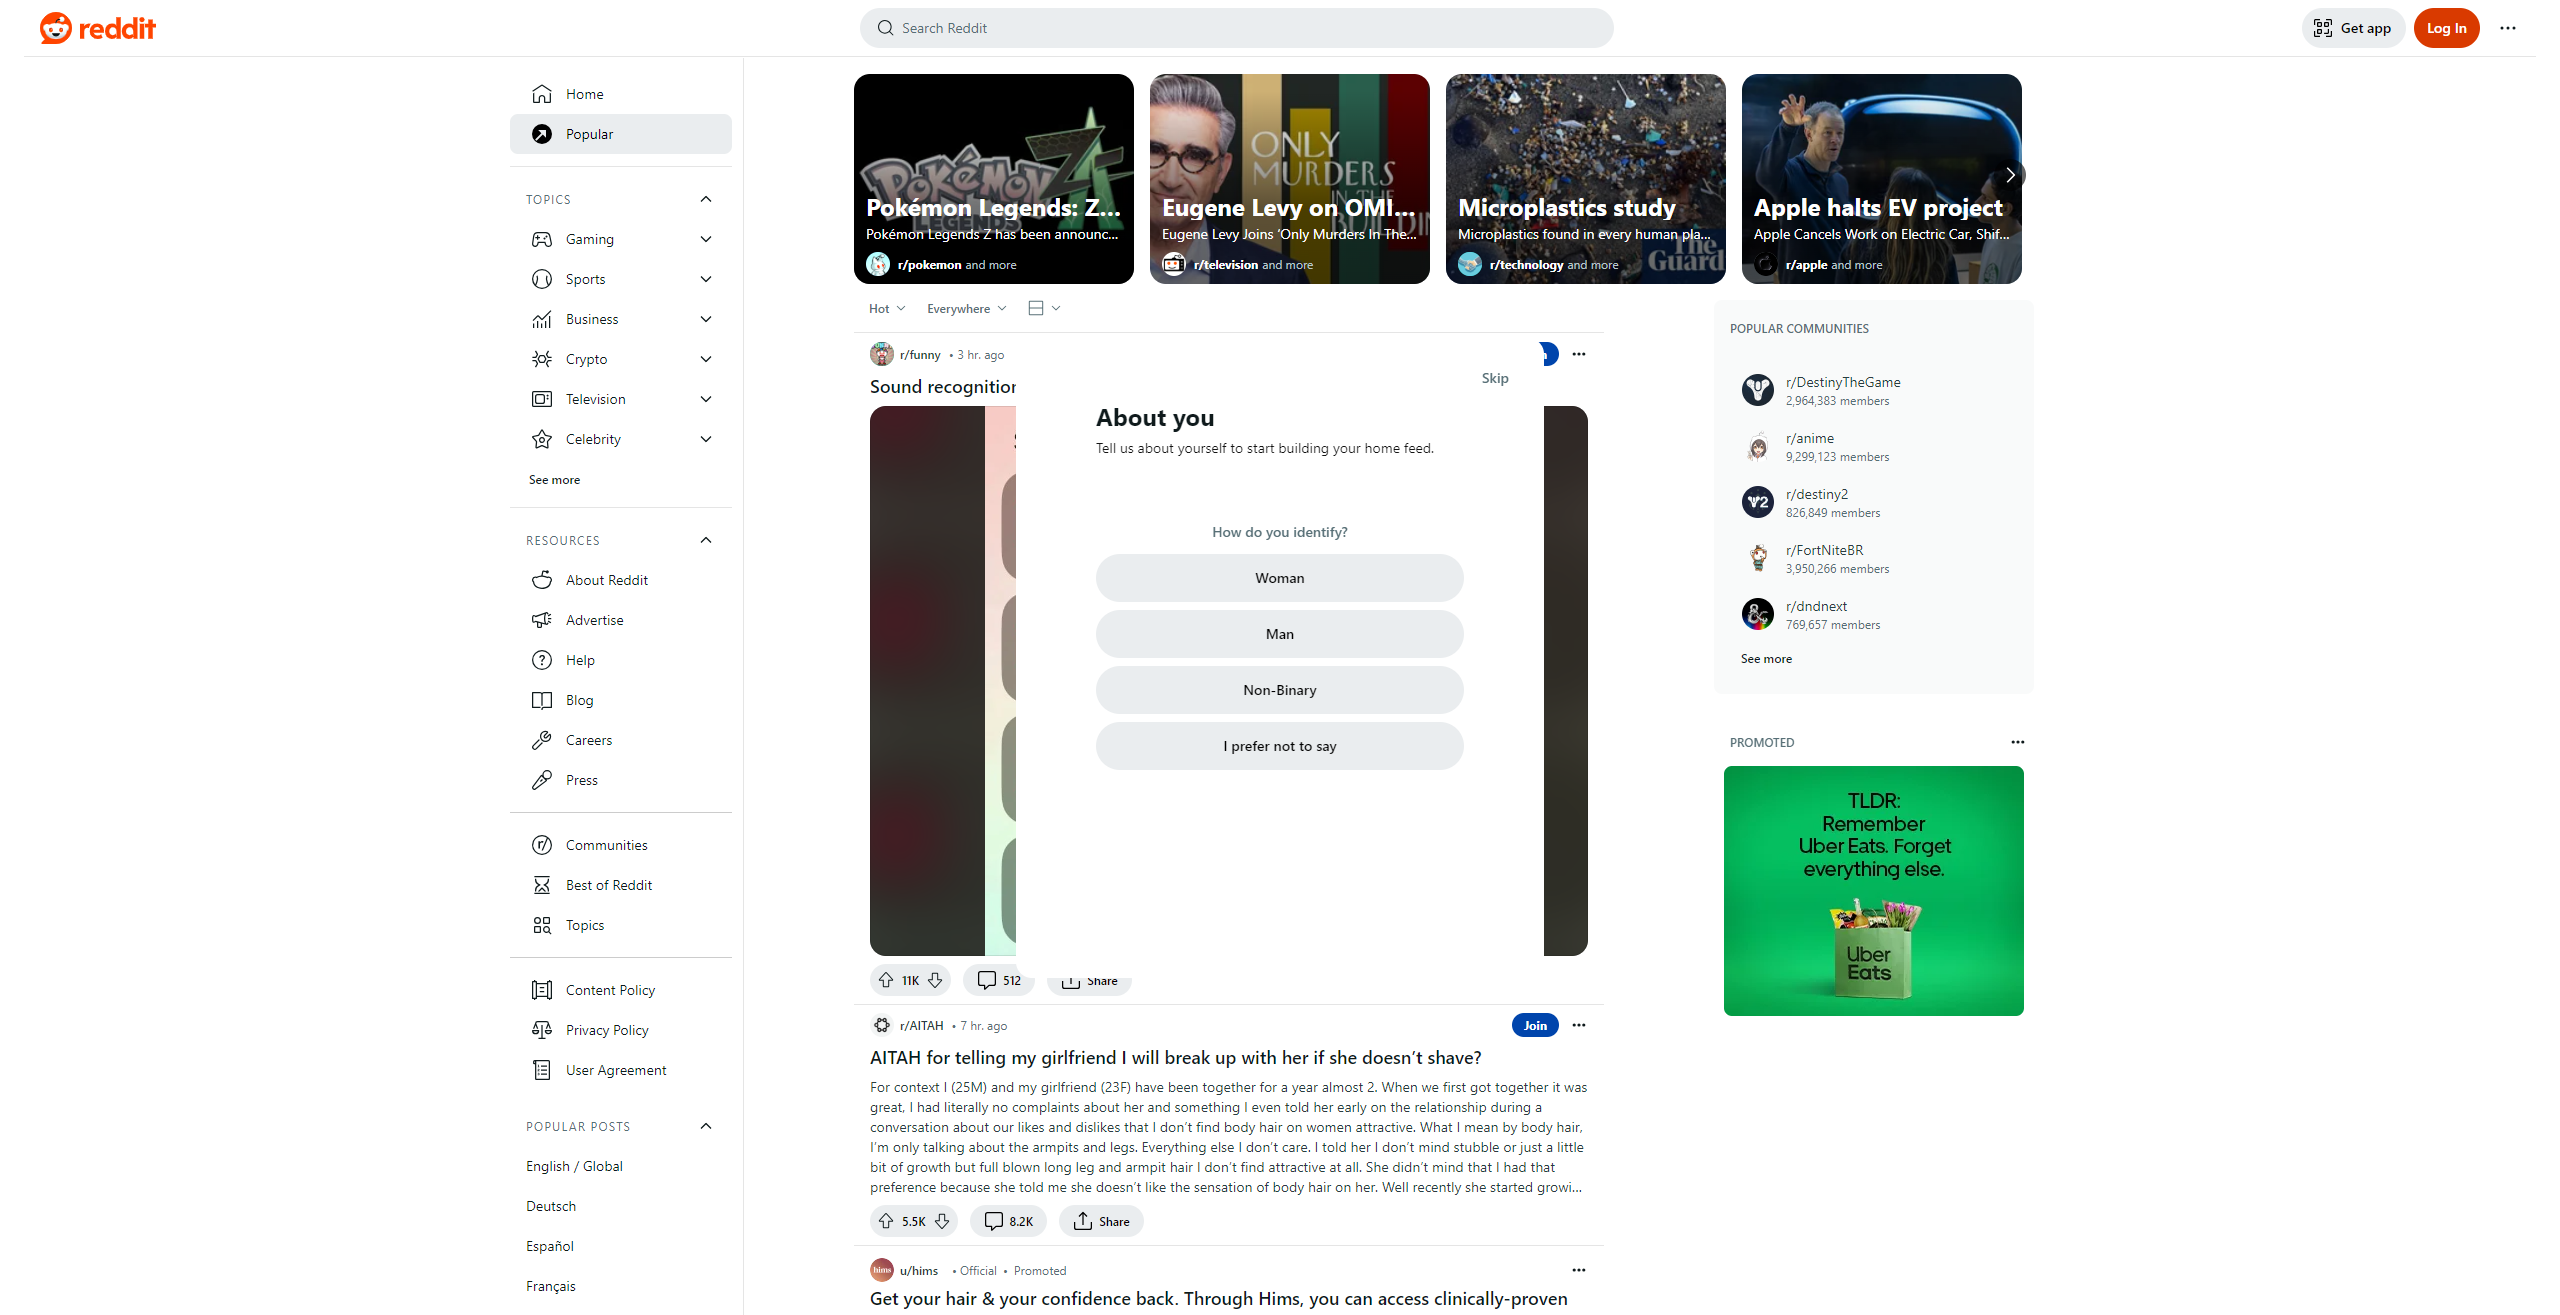 reddit
Search Reddit
Get app
Log In
Home
Popular
TOPICS
Gaming
Sports
Business
Crypto
Television
Celebrity
See more
RESOURCES
About Reddit
Advertise
Help
Blog
Careers
Press
Communities
Best of Reddit
Topics
Content Policy
Privacy Policy
User Agreement
POPULAR POSTS
English / Global
Deutsch
Español
Français
POKÉMON
LEGENDS
Pokémon Legends: Z...
Pokémon Legends Z has been announc...
r/pokemon and more
ONLY
MURDERS
IN THE
BUILDIN
Eugene Levy on OMI...
Eugene Levy Joins ‘Only Murders In The...
r/television and more
Microplastics study
Microplastics found in every human pla...
The
Guard
r/technology and more
Apple halts EV project
Apple Cancels Work on Electric Car, Shif...
r/apple and more
Hot
Everywhere
r/funny • 3 hr. ago
Sound recognition
Skip
About you
Tell us about yourself to start building your home feed.
How do you identify?
Woman
Man
Non-Binary
I prefer not to say
11K
512
Share
r/AITAH • 7 hr. ago
Join
AITAH for telling my girlfriend I will break up with her if she doesn’t shave?
For context I (25M) and my girlfriend (23F) have been together for a year almost 2. When we first got together it was
great, I had literally no complaints about her and something I even told her early on the relationship during a
conversation about our likes and dislikes that I don’t find body hair on women attractive. What I mean by body hair,
I’m only talking about the armpits and legs. Everything else I don’t care. I told her I don’t mind stubble or just a little
bit of growth but full blown long leg and armpit hair I don’t find attractive at all. She didn’t mind that I had that
preference because she told me she doesn’t like the sensation of body hair on her. Well recently she started growi...
5.5K
8.2K
Share
hims
u/hims • Official • Promoted
Get your hair & your confidence back. Through Hims, you can access clinically-proven
POPULAR COMMUNITIES
r/DestinyTheGame
2,964,383 members
r/anime
9,299,123 members
r/destiny2
826,849 members
r/FortNiteBR
3,950,266 members
r/dndnext
769,657 members
See more
PROMOTED
TLDR:
Remember
Uber Eats. Forget
everything else.
Uber
Eats